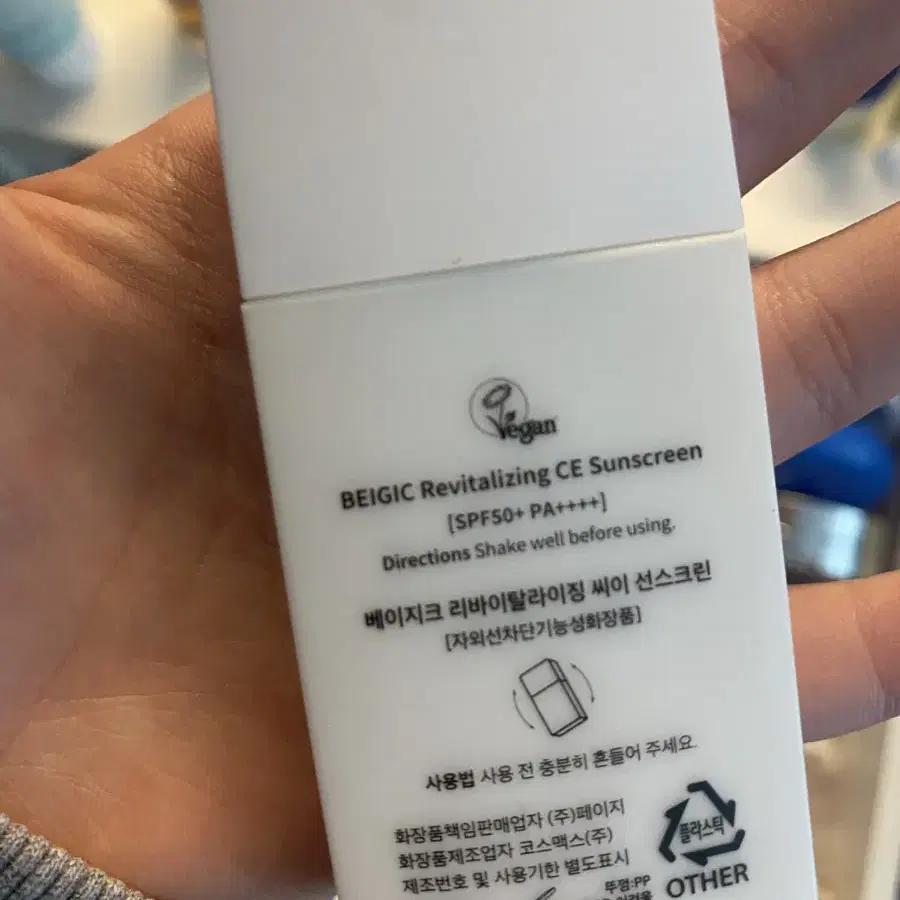 Vegan
BEIGIC Revitalizing CE Sunscreen
[SPF50+ PA++++]
Directions Shake well before using.
베이지크 리바이탈라이징 씨이 선스크린
[자외선차단기능성화장품]
사용법 사용 전 충분히 흔들어 주세요.
화장품책임판매업자 (주)페이지
화장품제조업자 코스맥스(주)
제조번호 및 사용기한 별도표시
플라스틱
OTHER
뚜껑:PP